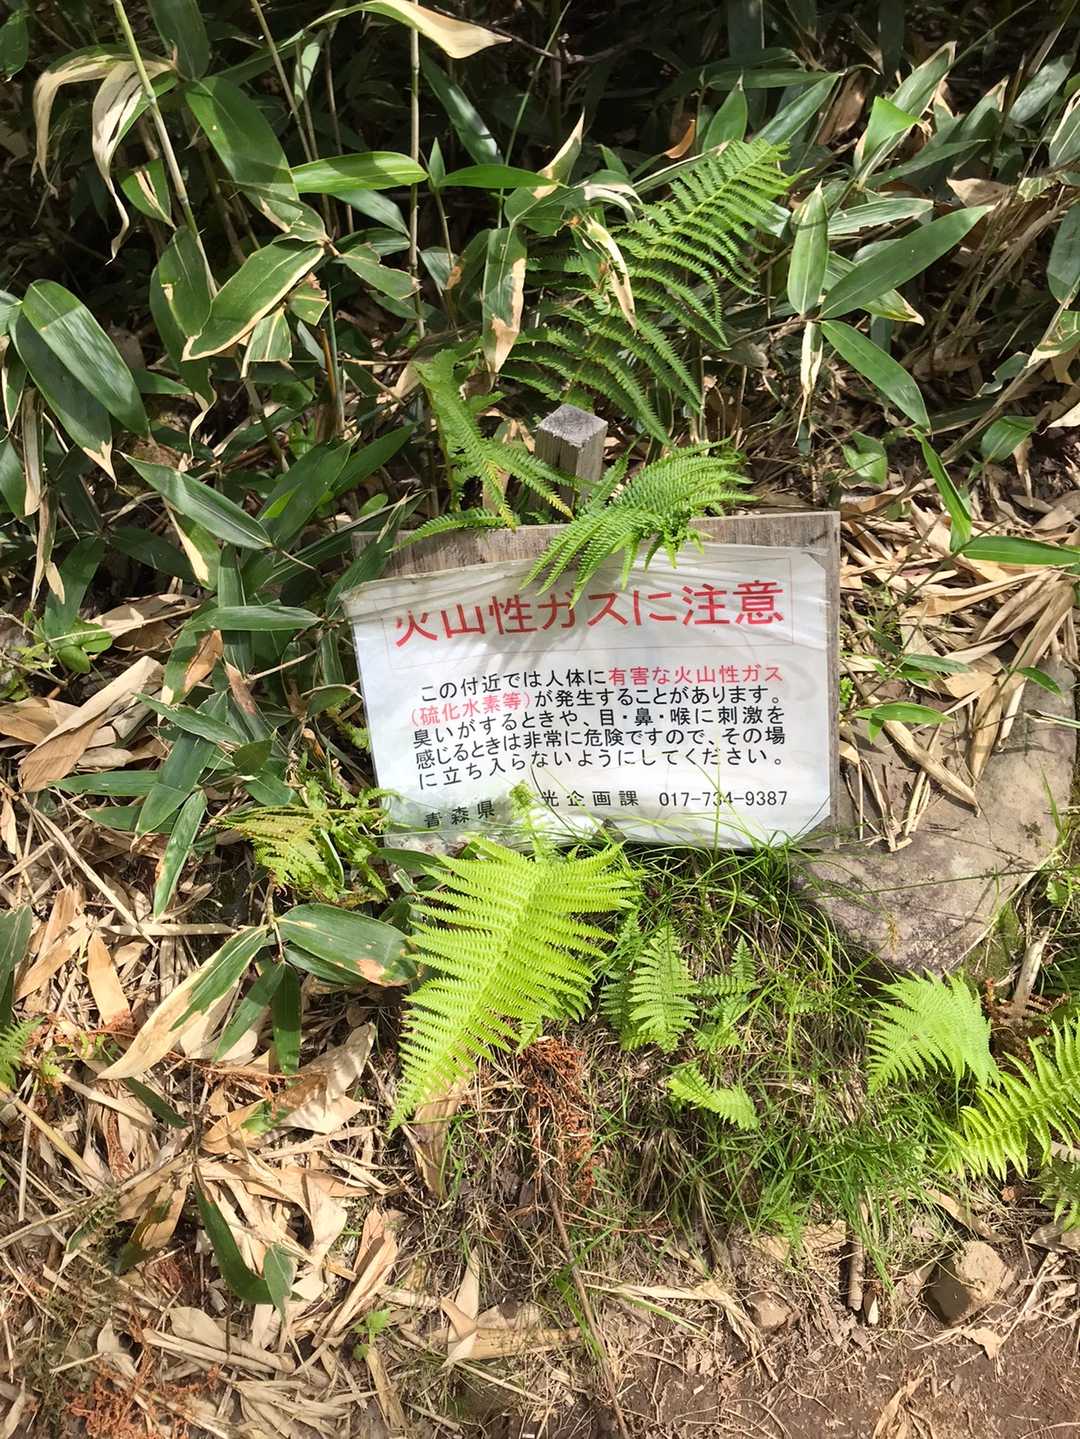 火山性ガスに注意
この付近では人体に有害な火山性ガス
(硫化水素等)が発生することがあります。
臭いがするときや、目・鼻・喉に刺激を
感じるときは非常に危険ですので、その場
に立ち入らないようにしてください。
青森県 光企画課 017-734-9387